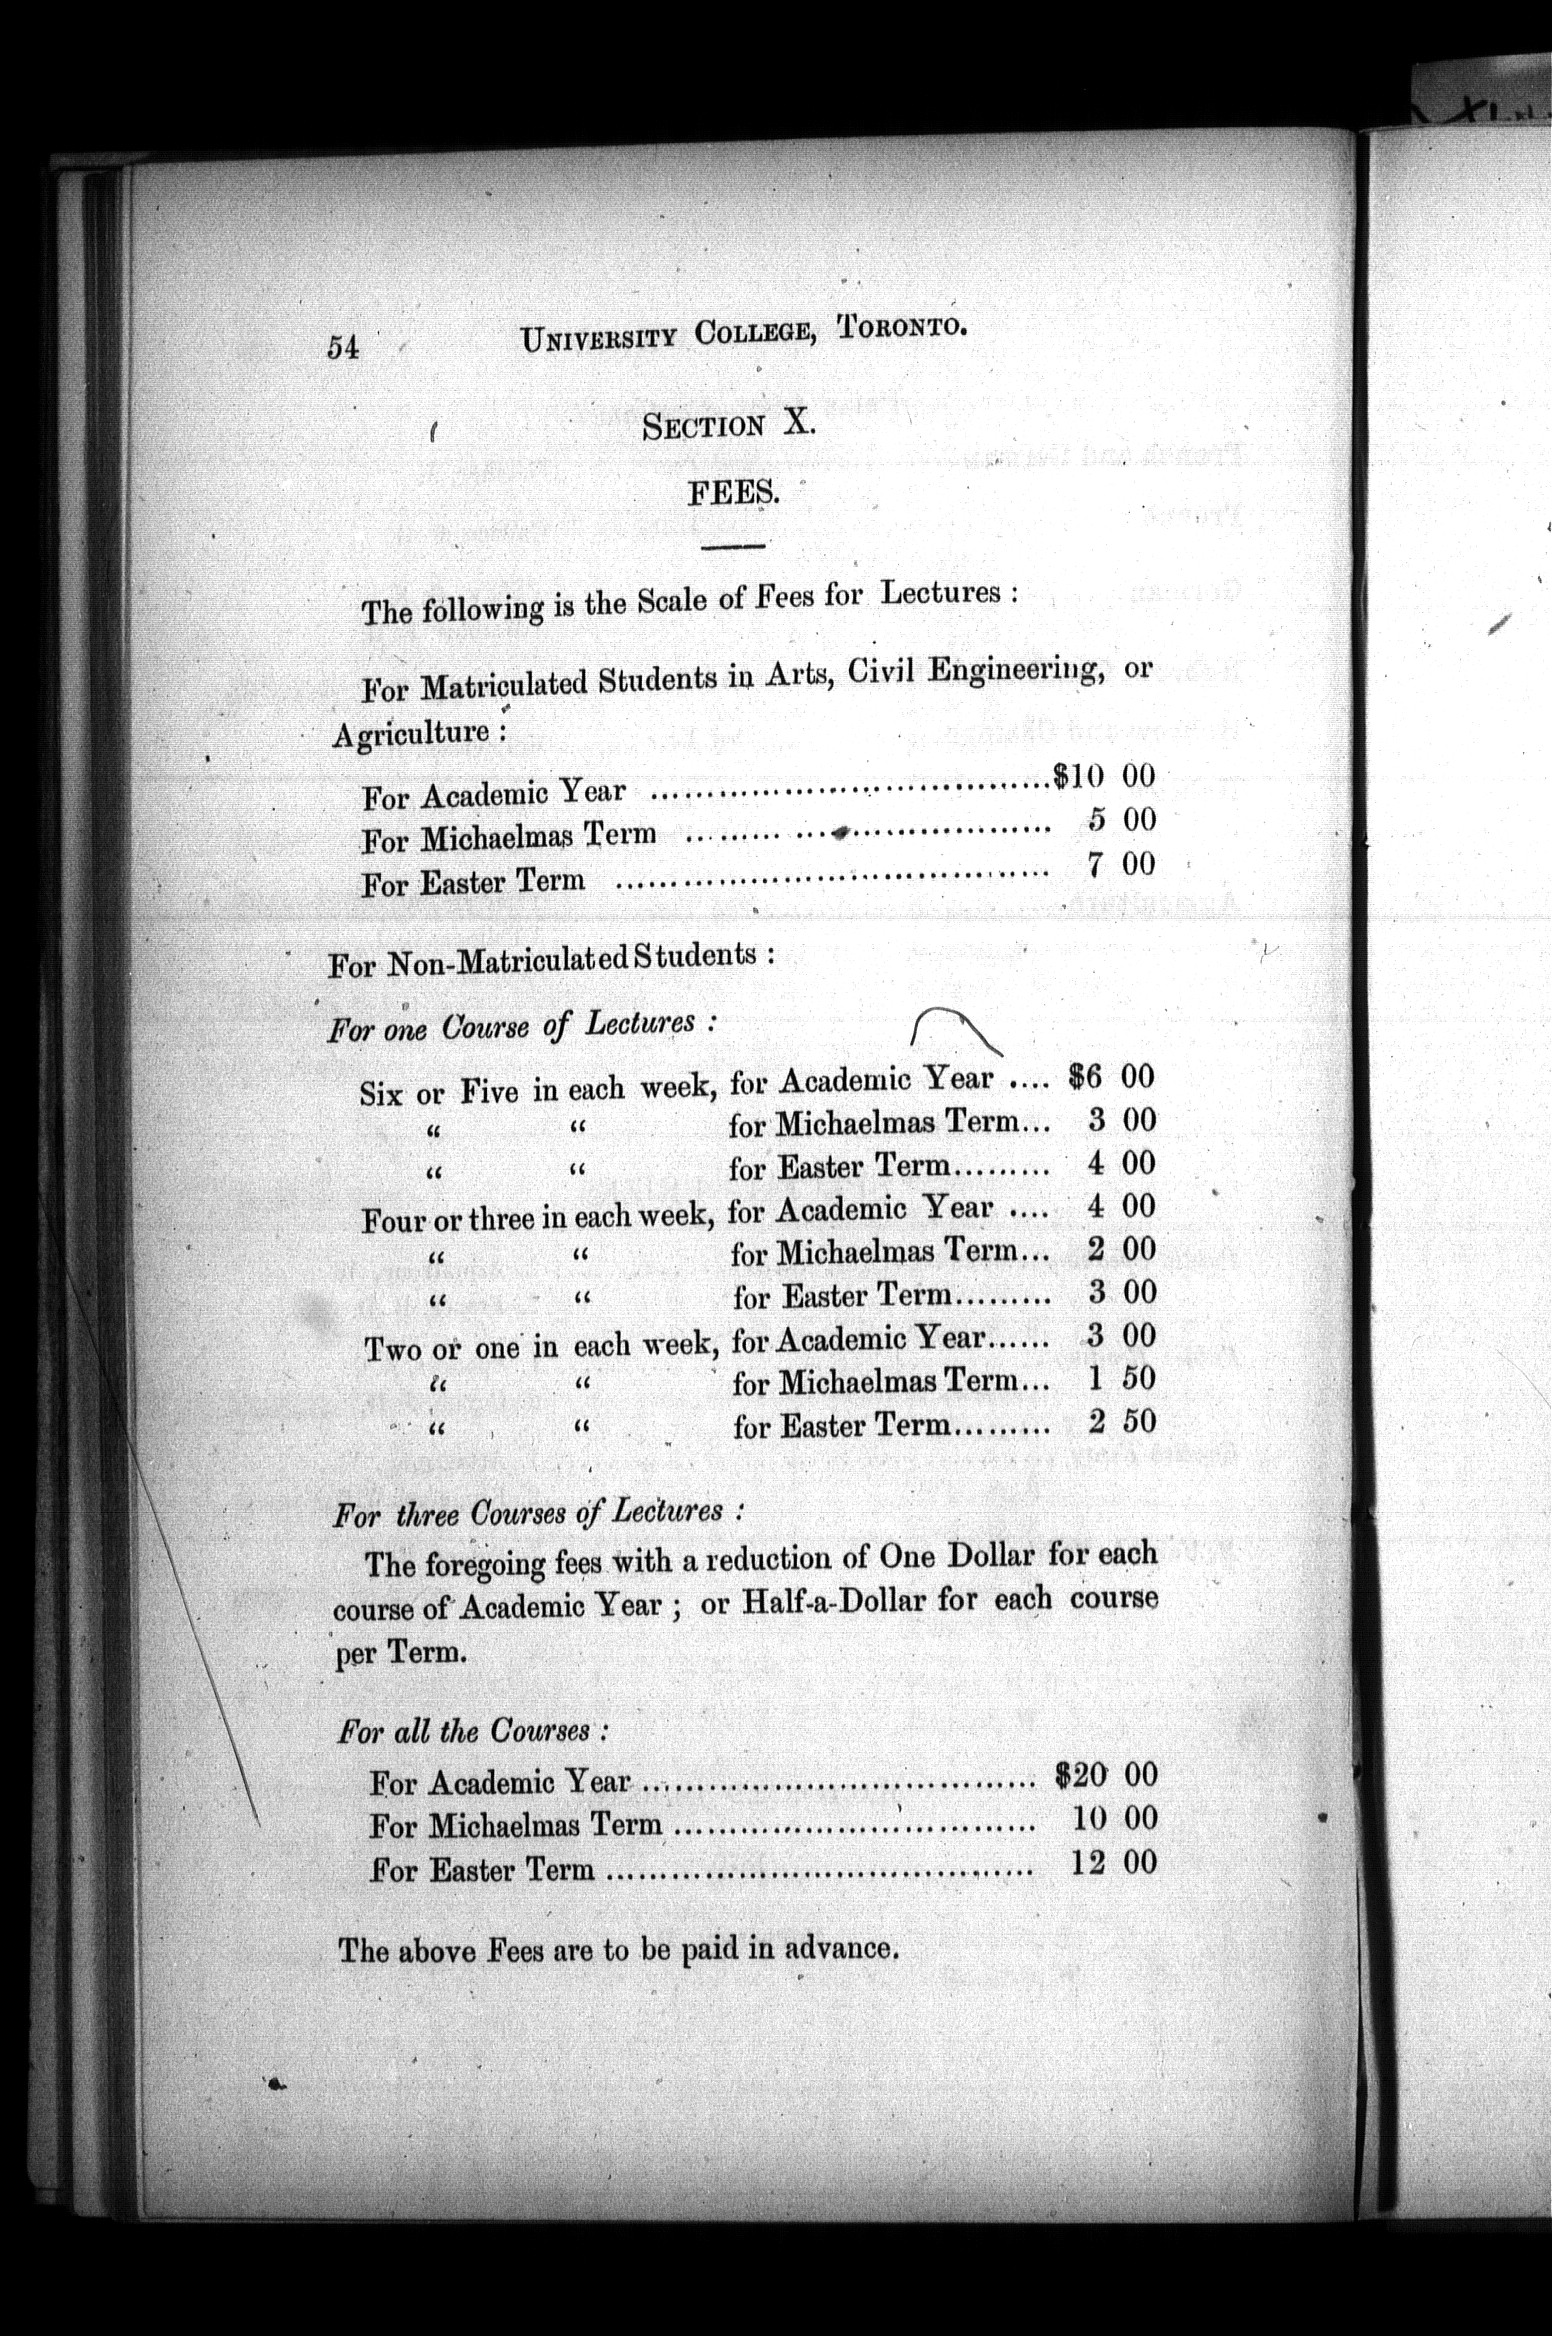 54 UNIVERSITY COLLEGE, TORONTO.
SECTION X.
FEES.
The following is the Scale of Fees for Lectures :
For Matriculated Students in Arts, Civil Engineering, or
Agriculture :
For Academic Year ........................................ $10 00
For Michaelmas Term ........................................ 5 00
For Easter Term ........................................ 7 00
For Non-Matriculated Students :
For one Course of Lectures :
Six or Five in each week, for Academic Year .... $6 00
“ “ for Michaelmas Term... 3 00
“ “ for Easter Term......... 4 00
Four or three in each week, for Academic Year .... 4 00
“ “ for Michaelmas Term... 2 00
“ “ for Easter Term......... 3 00
Two or one in each week, for Academic Year...... 3 00
“ “ for Michaelmas Term... 1 50
“ “ for Easter Term......... 2 50
For three Courses of Lectures :
The foregoing fees with a reduction of One Dollar for each
course of Academic Year ; or Half-a-Dollar for each course
per Term.
For all the Courses :
For Academic Year ........................................ $20 00
For Michaelmas Term .................................... 10 00
For Easter Term .......................................... 12 00
The above Fees are to be paid in advance.